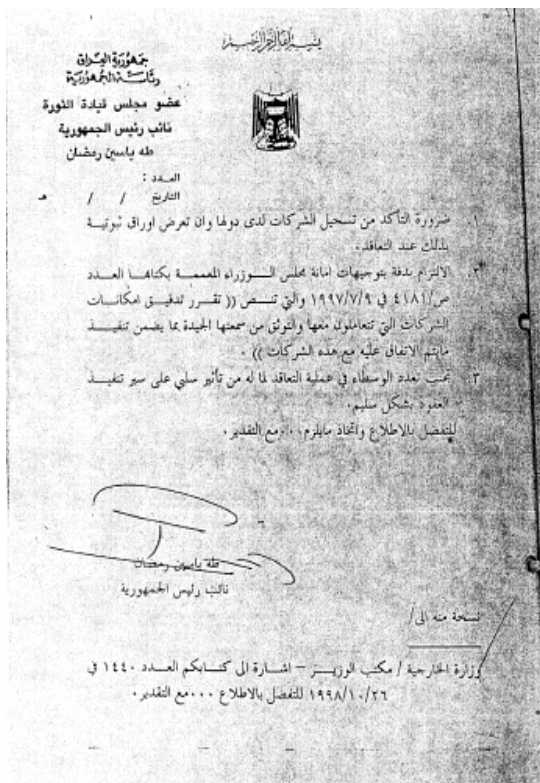 بسم الله الرحمن الرحيم
جمهورية العراق
رئاسة الجمهورية
عضو مجلس قيادة الثورة
نائب رئيس الجمهورية
طه ياسين رمضان
العدد :
التاريخ / / هـ
١. ضرورة التأكد من تسجيل الشركات لدى دولها وان تعرض اوراق ثبوتية
بذلك عند التعاقد.
٢. الالتزام بدقة بتوجيهات امانة مجلس الوزراء المعممة بكتابها العدد
ص/٤١٨١ في ١٩٩٧/٧/٩ والتي تنص (( تقرر تدقيق امكانات
الشركات التي تتعاملون معها والتوثق من سمعتها الجيدة بما يضمن تنفيذ
مايتم الاتفاق عليه مع هذه الشركات )) .
٣. تجنب تعدد الوسطاء في عملية التعاقد لما له من تأثير سلبي على سير تنفيذ
العقود بشكل سليم.
للتفضل بالاطلاع واتخاذ مايلزم ...مع التقدير .
طه ياسين رمضان
نائب رئيس الجمهورية
نسخة منه الى/
وزارة الخارجية / مكتب الوزير – اشارة الى كتابكم العدد ١٤٤٠ في
١٩٩٨/١٠/٢٦ للتفضل بالاطلاع ...مع التقدير .